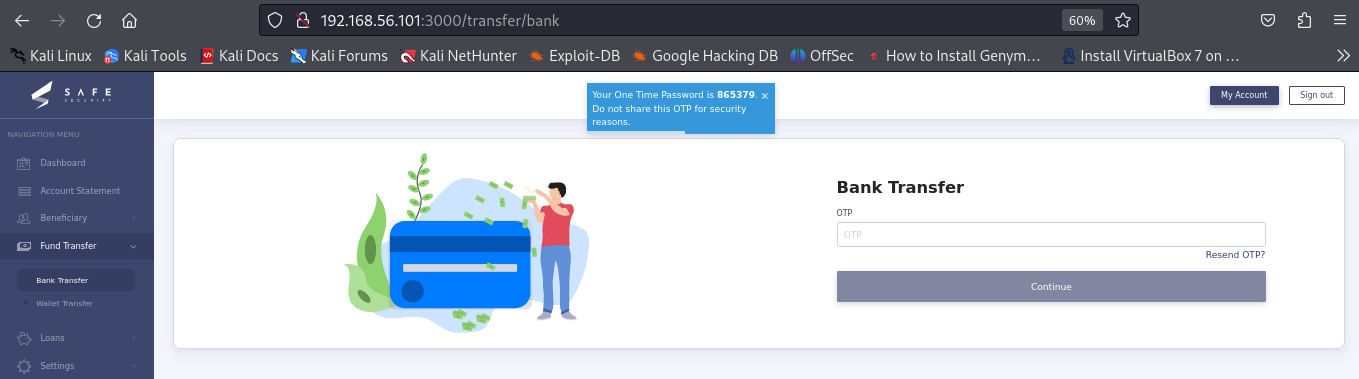 192.168.56.101:3000/transfer/bank
60%
Kali Linux
Kali Tools
Kali Docs
Kali Forums
Kali NetHunter
Exploit-DB
Google Hacking DB
OffSec
How to Install Genym…
Install VirtualBox 7 on …
SAFE
SECURITY
Your One Time Password is 865379. ×
Do not share this OTP for security
reasons.
My Account
Sign out
NAVIGATION MENU
Dashboard
Account Statement
Beneficiary
Fund Transfer
Bank Transfer
Wallet Transfer
Loans
Settings
Bank Transfer
OTP
OTP
Resend OTP?
Continue